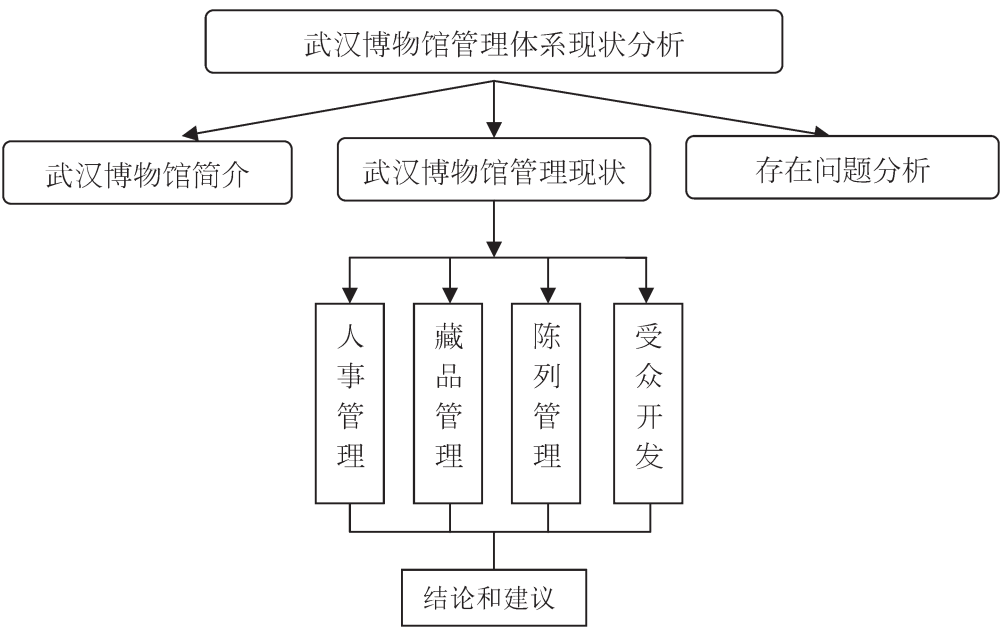 武汉博物馆管理体系现状分析
武汉博物馆简介
武汉博物馆管理现状
存在问题分析
人事管理
藏品管理
陈列管理
受众开发
结论和建议